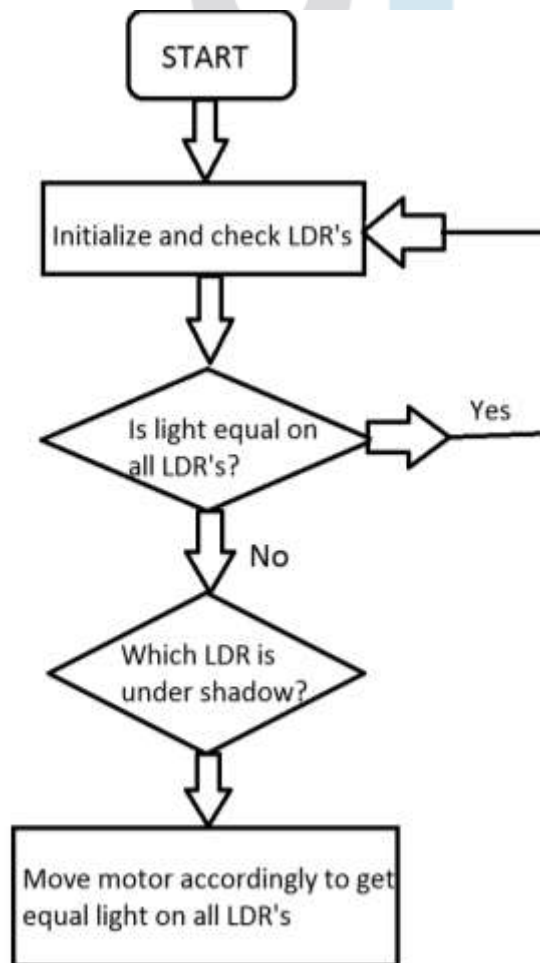 START
Initialize and check LDR's
Is light equal on
all LDR's?
Yes
No
Which LDR is
under shadow?
Move motor accordingly to get
equal light on all LDR's